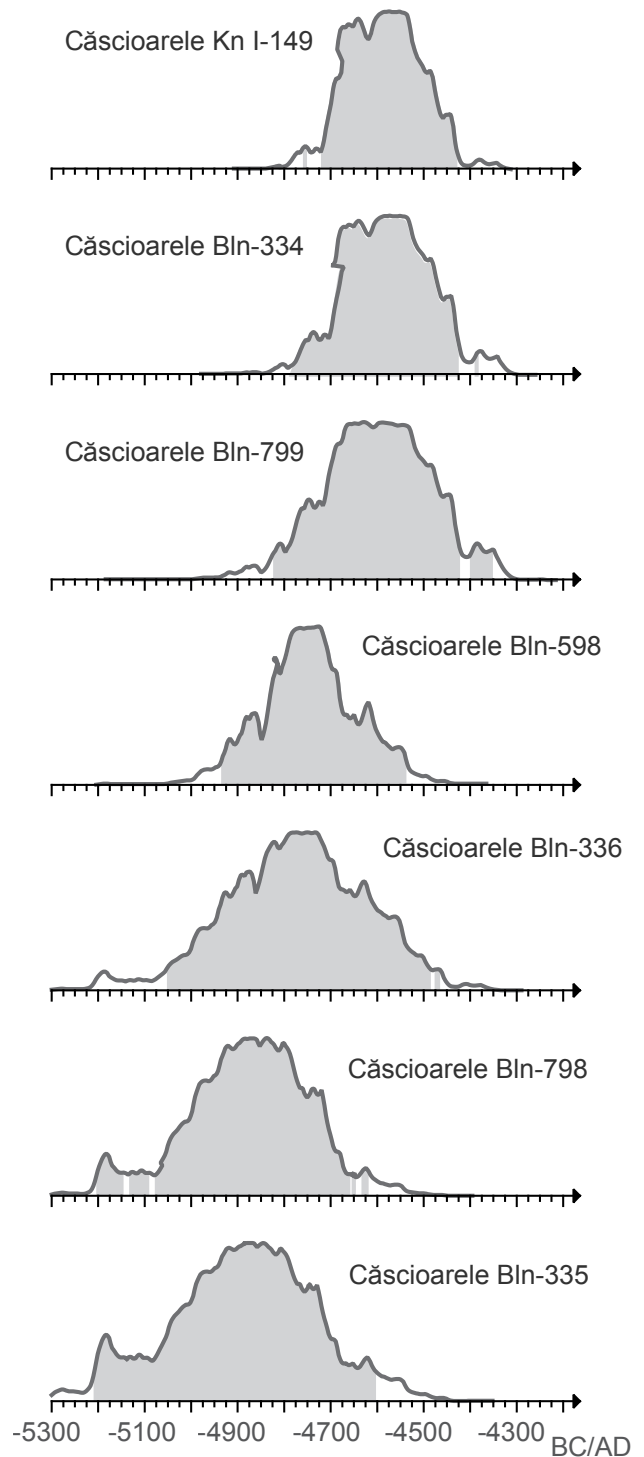 Căscioarele Kn I-149
Căscioarele Bln-334
Căscioarele Bln-799
Căscioarele Bln-598
Căscioarele Bln-336
Căscioarele Bln-798
Căscioarele Bln-335
-5300 -5100 -4900 -4700 -4500 -4300 BC/AD